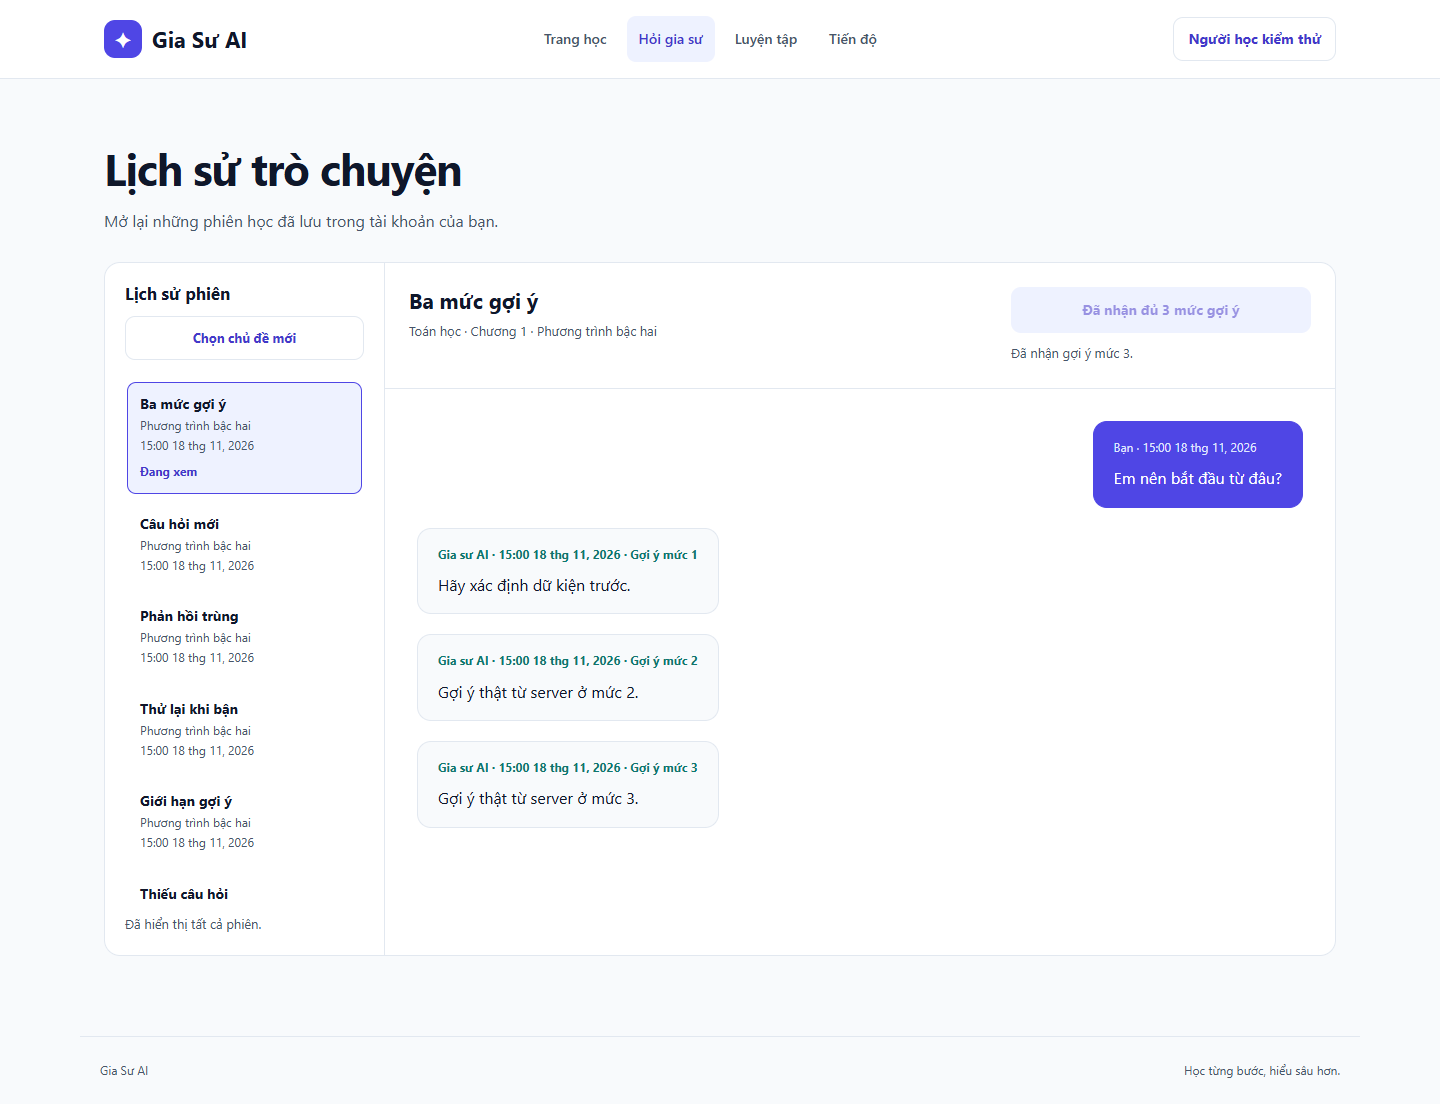 Gia Sư AI
Trang học
Hỏi gia sư
Luyện tập
Tiến độ
Người học kiểm thử
Lịch sử trò chuyện
Mở lại những phiên học đã lưu trong tài khoản của bạn.
Lịch sử phiên
Chọn chủ đề mới
Ba mức gợi ý
Phương trình bậc hai
15:00 18 thg 11, 2026
Đang xem
Câu hỏi mới
Phương trình bậc hai
15:00 18 thg 11, 2026
Phản hồi trùng
Phương trình bậc hai
15:00 18 thg 11, 2026
Thử lại khi bận
Phương trình bậc hai
15:00 18 thg 11, 2026
Giới hạn gợi ý
Phương trình bậc hai
15:00 18 thg 11, 2026
Thiếu câu hỏi
Đã hiển thị tất cả phiên.
Ba mức gợi ý
Toán học · Chương 1 · Phương trình bậc hai
Đã nhận đủ 3 mức gợi ý
Đã nhận gợi ý mức 3.
Bạn · 15:00 18 thg 11, 2026
Em nên bắt đầu từ đâu?
Gia sư AI · 15:00 18 thg 11, 2026 · Gợi ý mức 1
Hãy xác định dữ kiện trước.
Gia sư AI · 15:00 18 thg 11, 2026 · Gợi ý mức 2
Gợi ý thật từ server ở mức 2.
Gia sư AI · 15:00 18 thg 11, 2026 · Gợi ý mức 3
Gợi ý thật từ server ở mức 3.
Gia Sư AI
Học từng bước, hiểu sâu hơn.